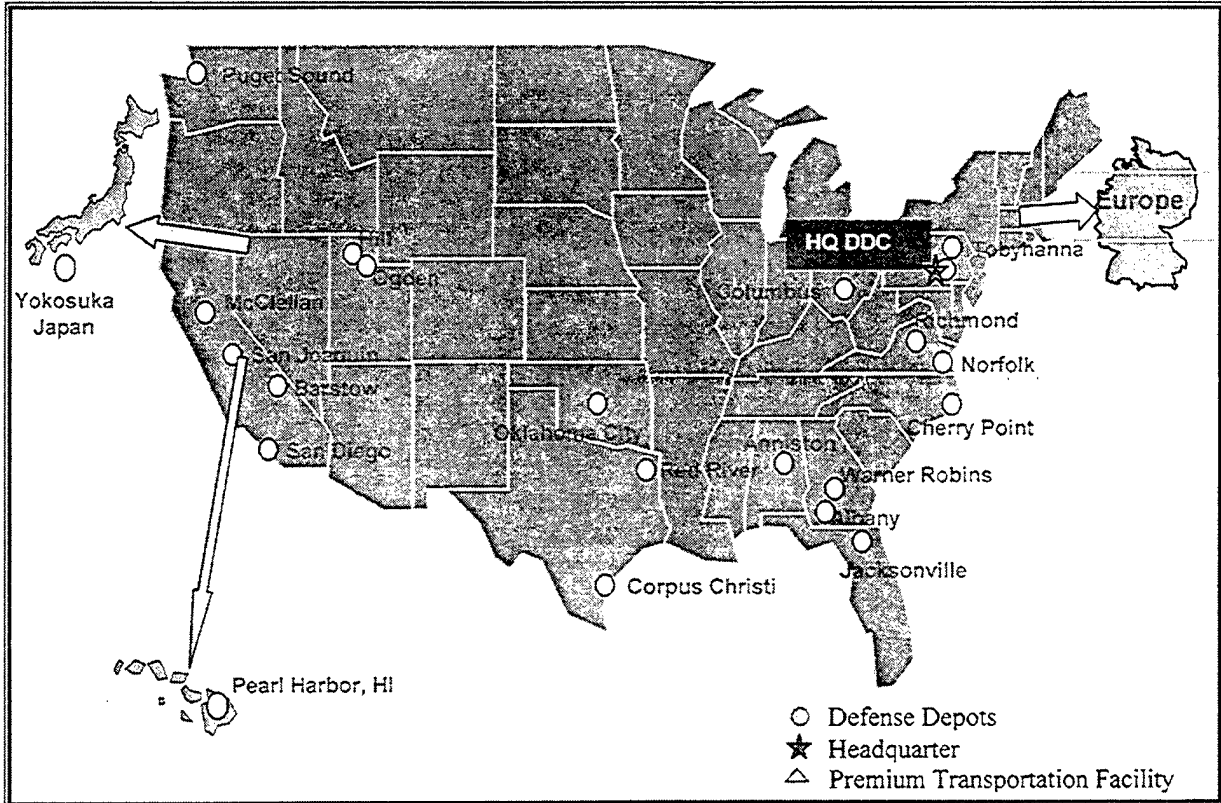 Puget Sound
Europe
HQ DDC
Tobyhanna
Hill
Ogden
Columbus
Yokosuka
Japan
McClellan
Richmond
San Joaquin
Norfolk
Barstow
Cherry Point
Oklahoma City
Anniston
San Diego
Red River
Warner Robins
Albany
Jacksonville
Corpus Christi
Pearl Harbor, HI
Defense Depots
Headquarter
Premium Transportation Facility